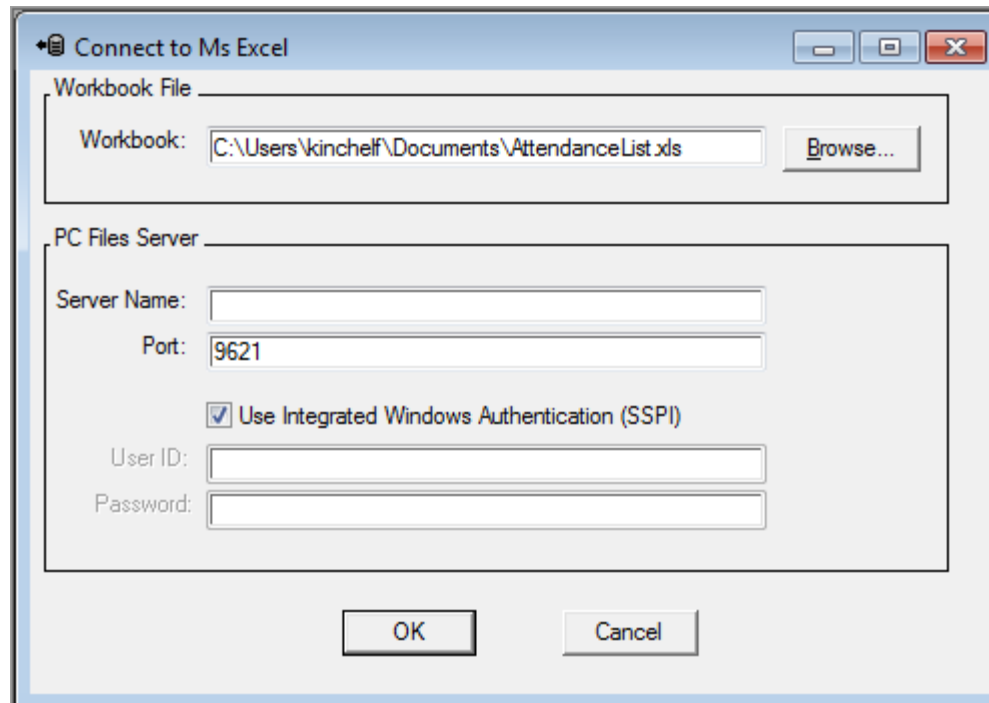 Connect to Ms Excel
Workbook File
Workbook: C:\Users\kinchelf\Documents\AttendanceList.xls Browse...
PC Files Server
Server Name:
Port: 9621
Use Integrated Windows Authentication (SSPI)
User ID:
Password:
OK Cancel